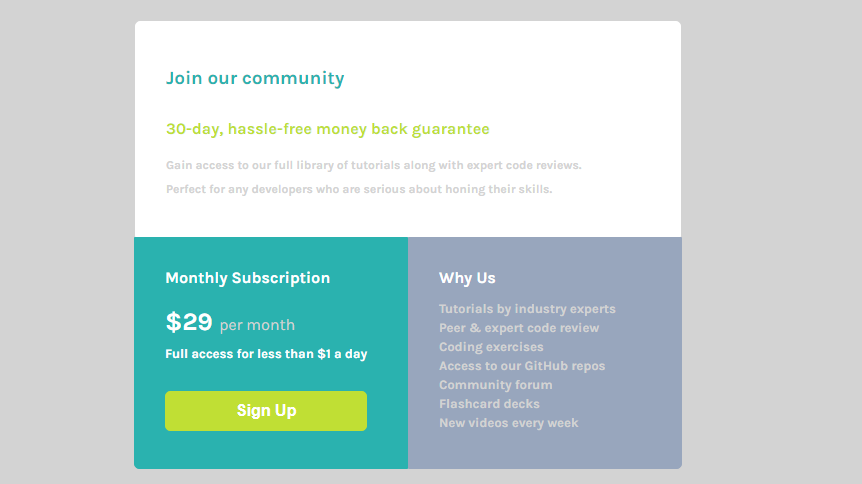 Join our community
30-day, hassle-free money back guarantee
Gain access to our full library of tutorials along with expert code reviews.
Perfect for any developers who are serious about honing their skills.
Monthly Subscription
$29 per month
Full access for less than $1 a day
Sign Up
Why Us
Tutorials by industry experts
Peer & expert code review
Coding exercises
Access to our GitHub repos
Community forum
Flashcard decks
New videos every week